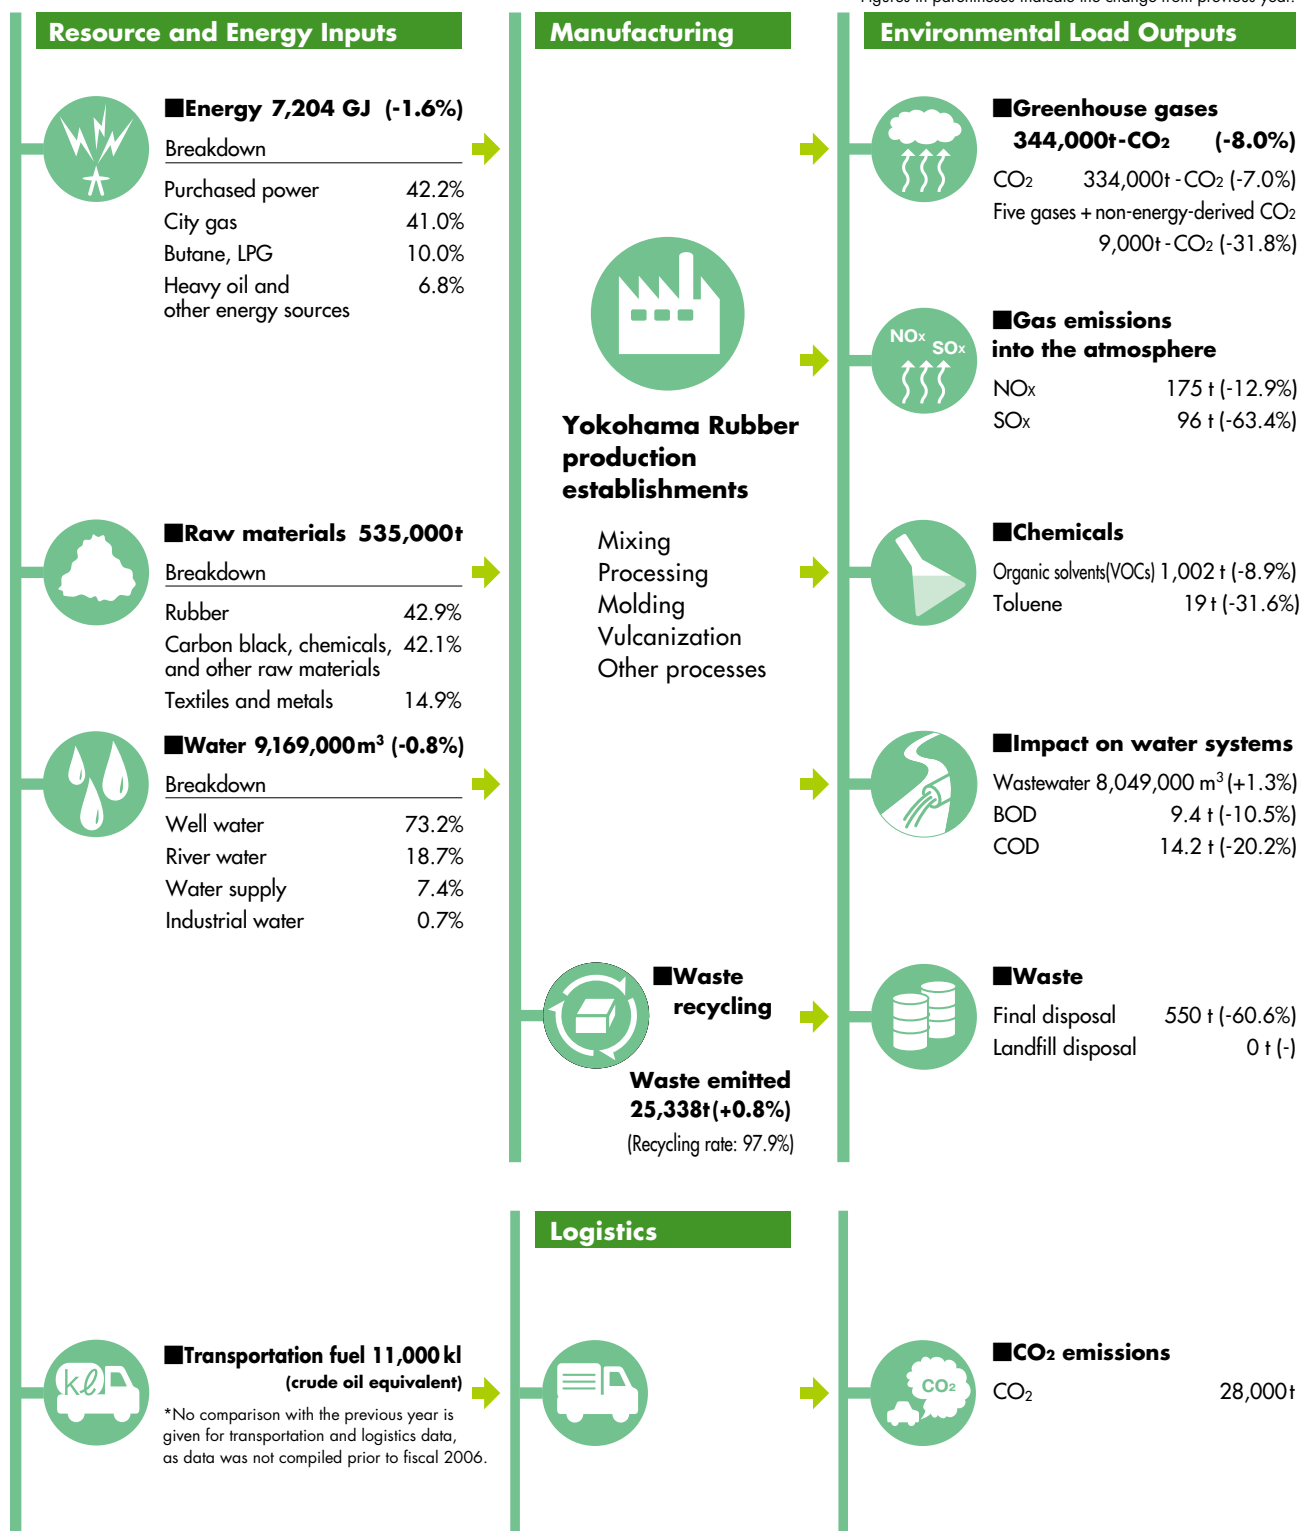 Figures in parentheses indicate the change from previous year.
Resource and Energy Inputs
■Energy 7,204 GJ (-1.6%)
Breakdown
Purchased power 42.2%
City gas 41.0%
Butane, LPG 10.0%
Heavy oil and 6.8%
other energy sources
■Raw materials 535,000t
Breakdown
Rubber 42.9%
Carbon black, chemicals, 42.1%
and other raw materials
Textiles and metals 14.9%
■Water 9,169,000m³ (-0.8%)
Breakdown
Well water 73.2%
River water 18.7%
Water supply 7.4%
Industrial water 0.7%
kℓ
■Transportation fuel 11,000 kl
(crude oil equivalent)
*No comparison with the previous year is
given for transportation and logistics data,
as data was not compiled prior to fiscal 2006.
Manufacturing
Yokohama Rubber
production
establishments
Mixing
Processing
Molding
Vulcanization
Other processes
■Waste
recycling
Waste emitted
25,338t(+0.8%)
(Recycling rate: 97.9%)
Logistics
Environmental Load Outputs
■Greenhouse gases
344,000t-CO₂ (-8.0%)
CO₂ 334,000t-CO₂ (-7.0%)
Five gases + non-energy-derived CO₂
9,000t-CO₂ (-31.8%)
NOx
SOx
■Gas emissions
into the atmosphere
NOx 175 t (-12.9%)
SOx 96 t (-63.4%)
■Chemicals
Organic solvents(VOCs) 1,002 t (-8.9%)
Toluene 19 t (-31.6%)
■Impact on water systems
Wastewater 8,049,000 m³ (+1.3%)
BOD 9.4 t (-10.5%)
COD 14.2 t (-20.2%)
■Waste
Final disposal 550 t (-60.6%)
Landfill disposal 0 t (-)
CO₂
■CO₂ emissions
CO₂ 28,000t